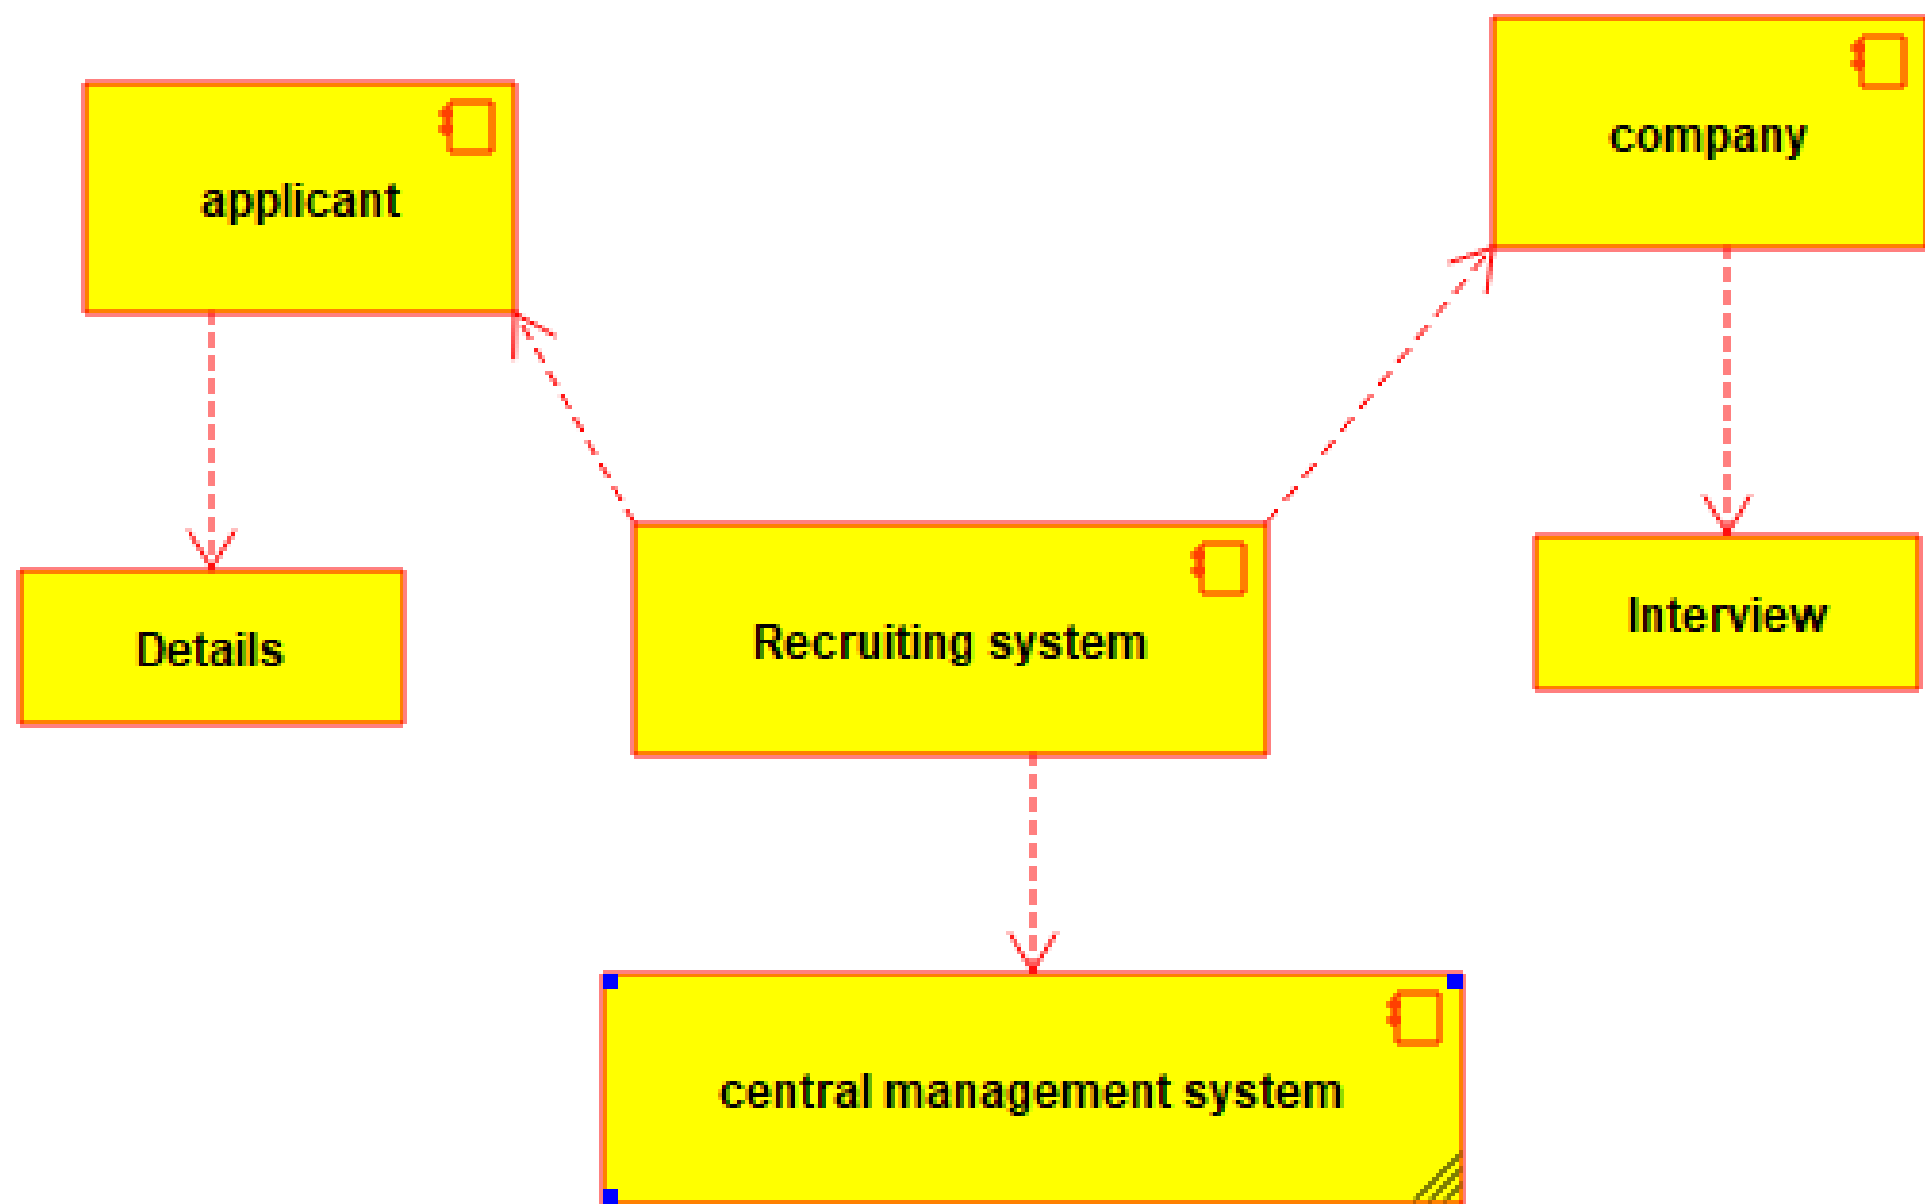 company
applicant
Interview
Recruiting system
Details
central management system